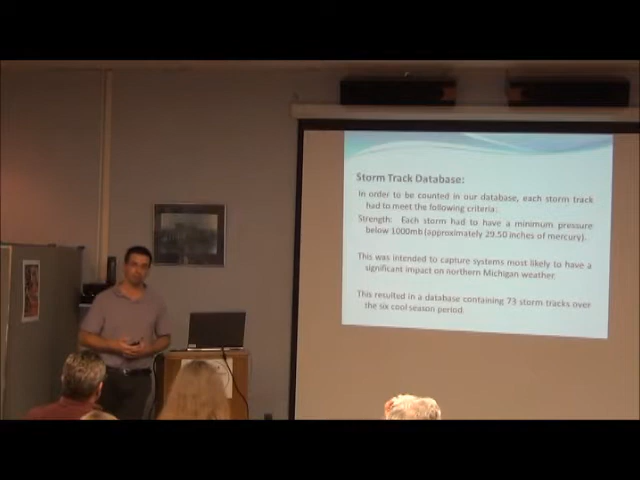 Storm Track Database:
In order to be counted in our database, each storm track
had to meet the following criteria:
Strength: Each storm had to have a minimum pressure
below 1000mb (approximately 29.50 inches of mercury).
This was intended to capture systems most likely to have a
significant impact on northern Michigan weather.
This resulted in a database containing 73 storm tracks over
the six cool season period.